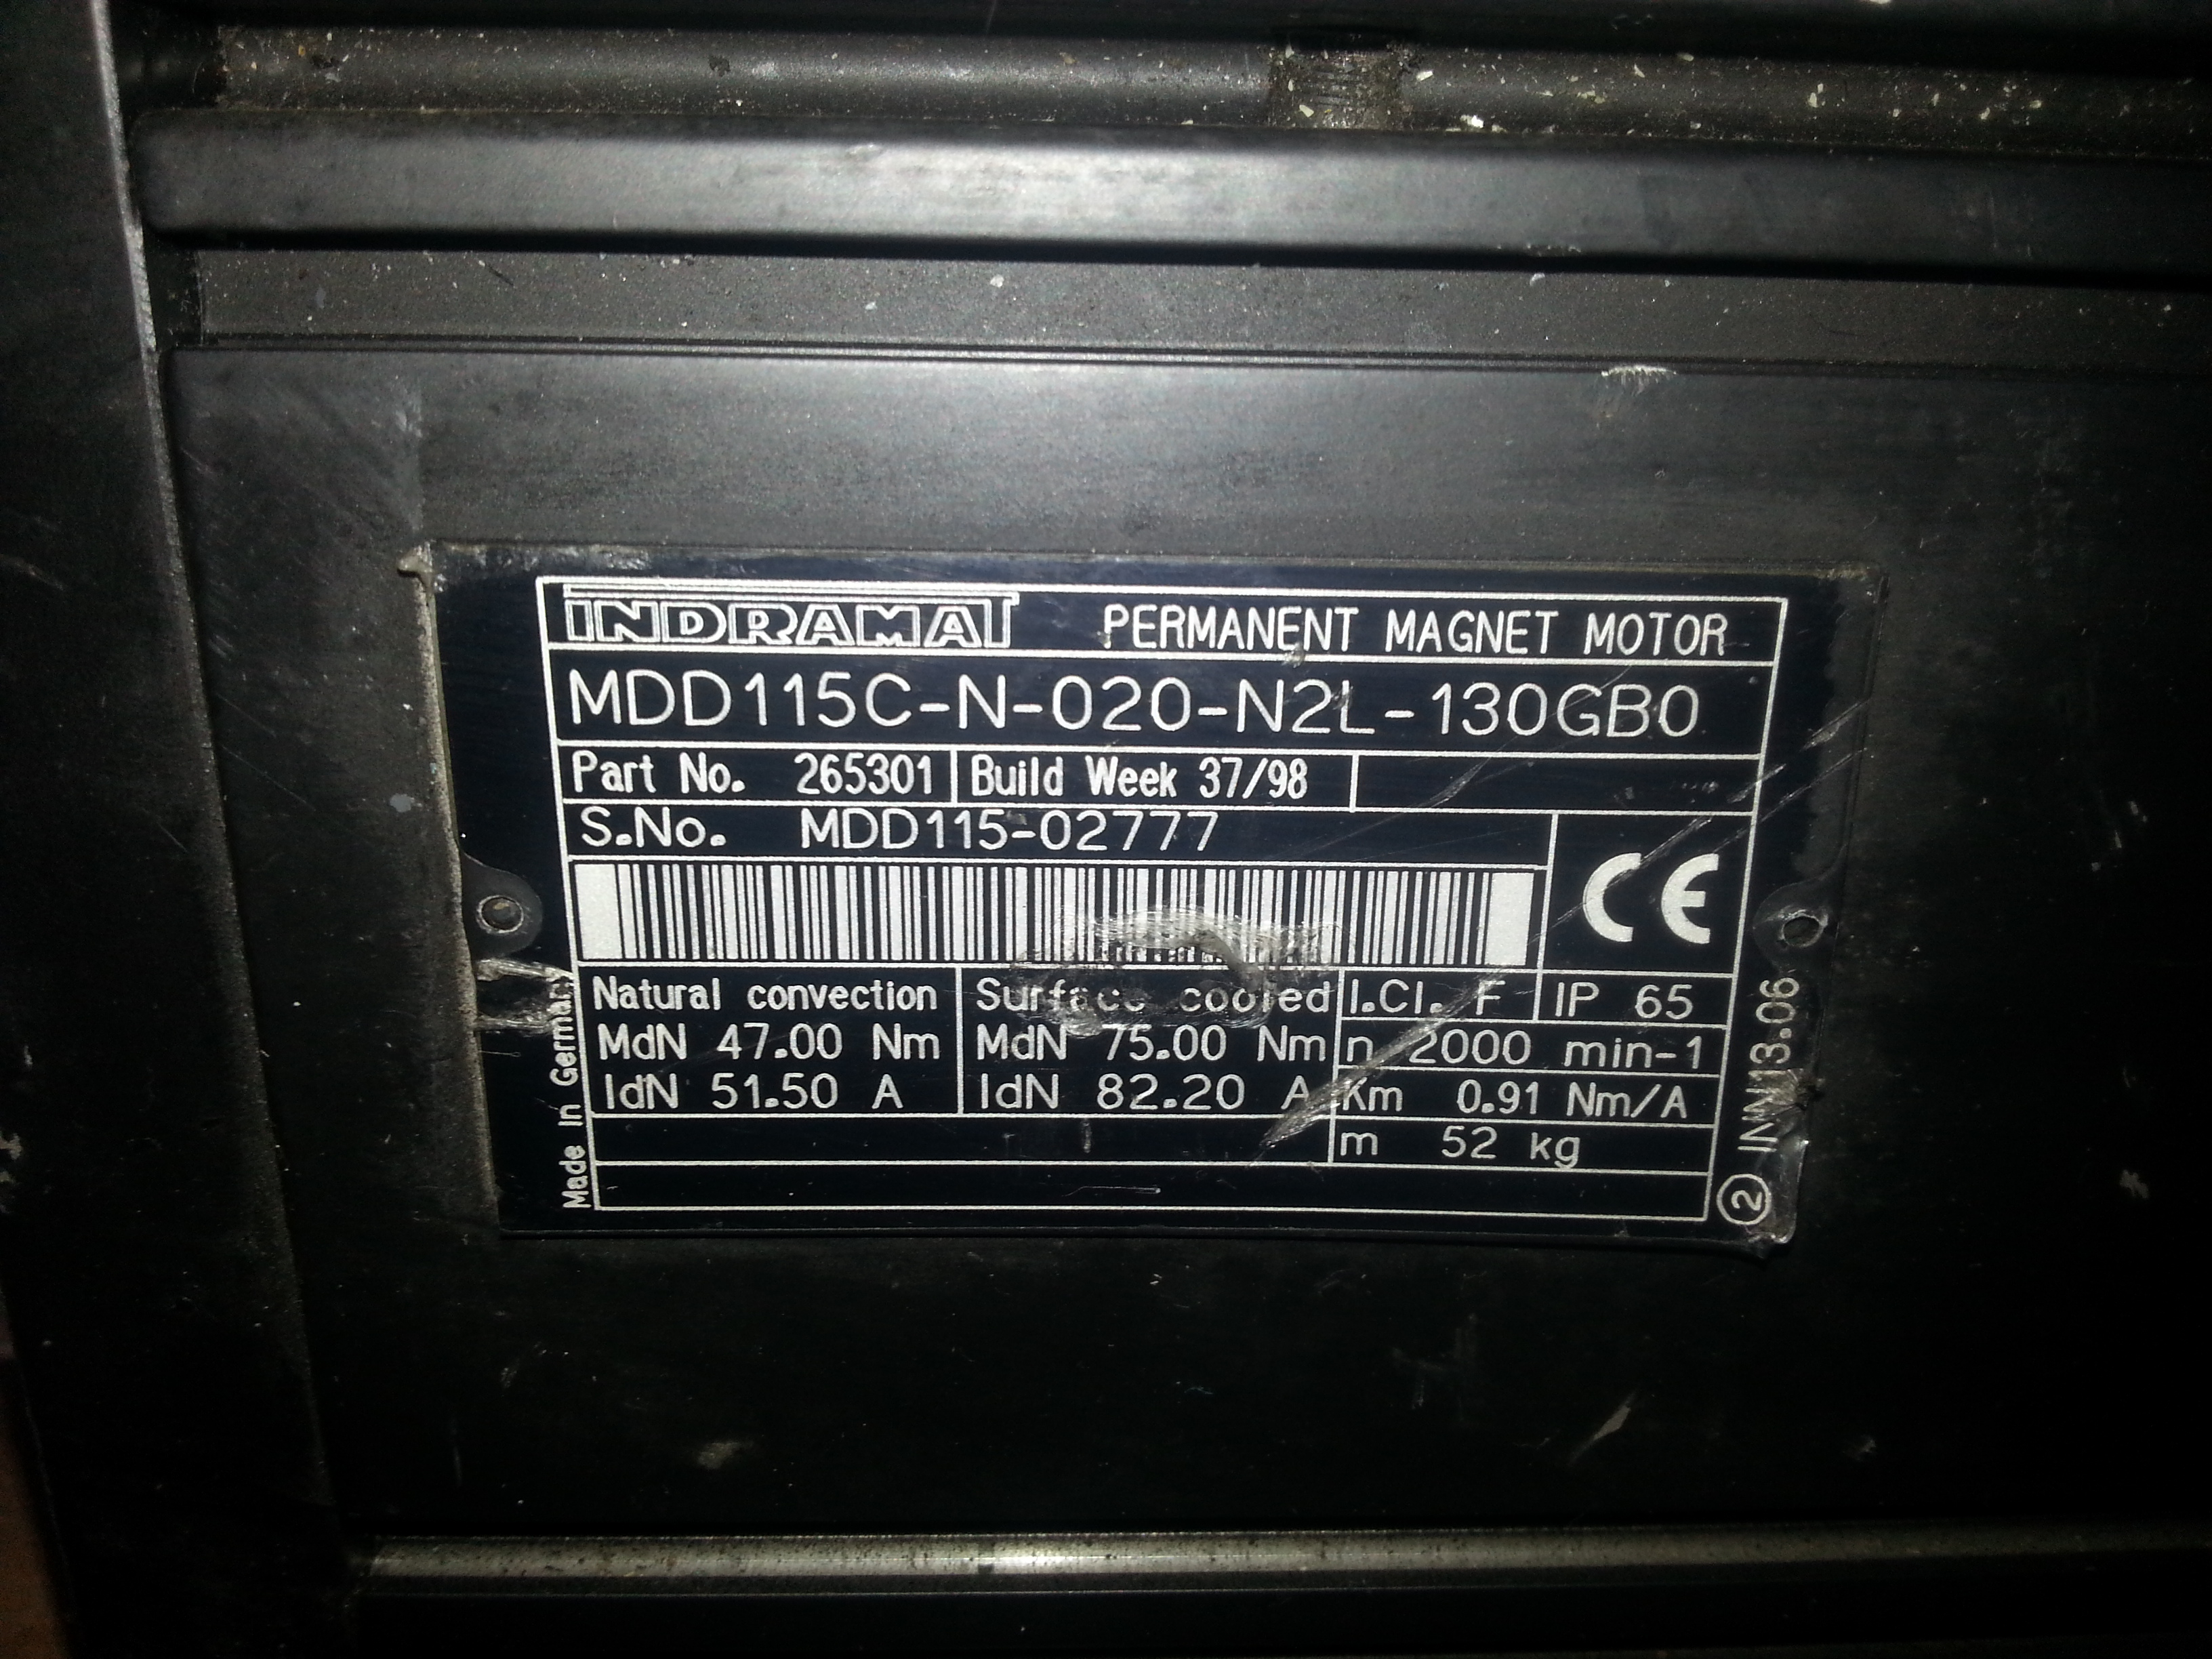 INDRAMAT PERMANENT MAGNET MOTOR
MDD115C-N-020-N2L-130GB0
Part No. 265301 Build Week 37/98
S.No. MDD115-02777
CE
Natural convection Surface cooled I.Cl. F IP 65
MdN 47.00 Nm MdN 75.00 Nm n 2000 min-1
IdN 51.50 A IdN 82.20 A Km 0.91 Nm/A
m 52 kg
Made in Germany
2 INN13.06